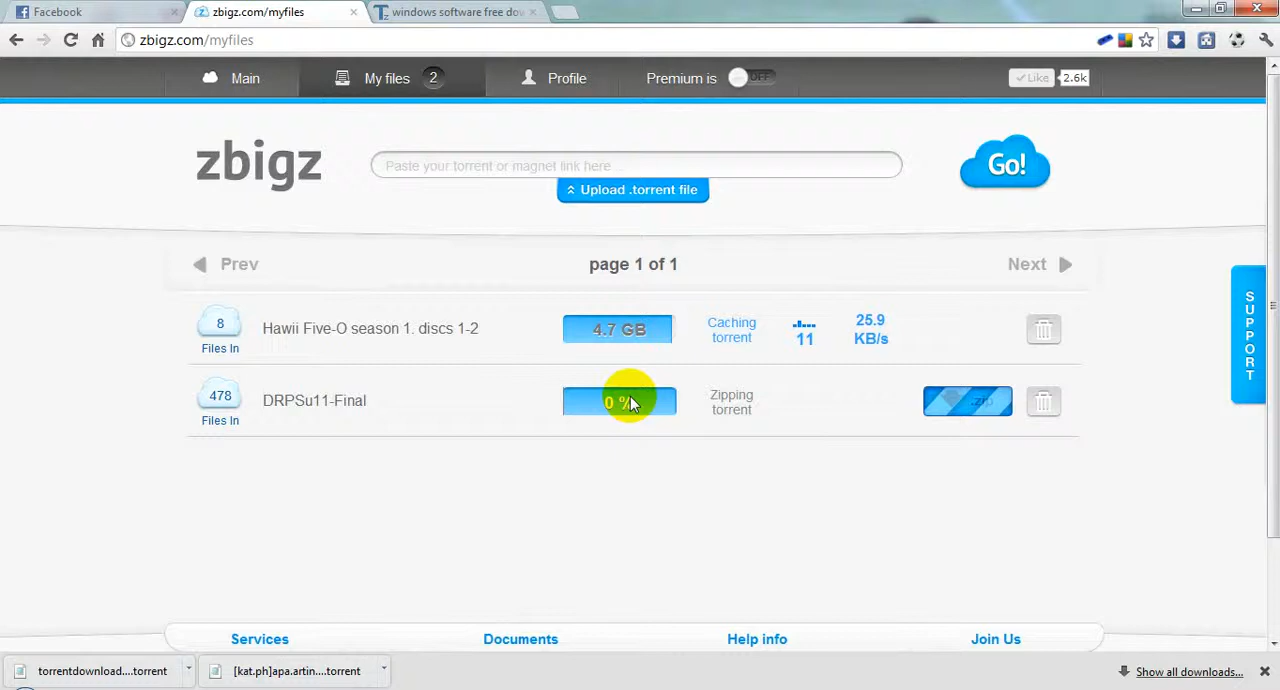 Facebook
zbigz.com/myfiles
windows software free dov
zbigz.com/myfiles
Main
My files 2
Profile
Premium is OFF
Like 2.6k
zbigz
Paste your torrent or magnet link here ...
Go!
Upload .torrent file
Prev
page 1 of 1
Next
SUPPORT
8
Files In
Hawii Five-O season 1. discs 1-2
4.7 GB
Caching
torrent
11
25.9
KB/s
478
Files In
DRPSu11-Final
0 %
Zipping
torrent
.zip
Services
Documents
Help info
Join Us
torrentdownload....torrent
[kat.ph]apa.artin....torrent
Show all downloads...